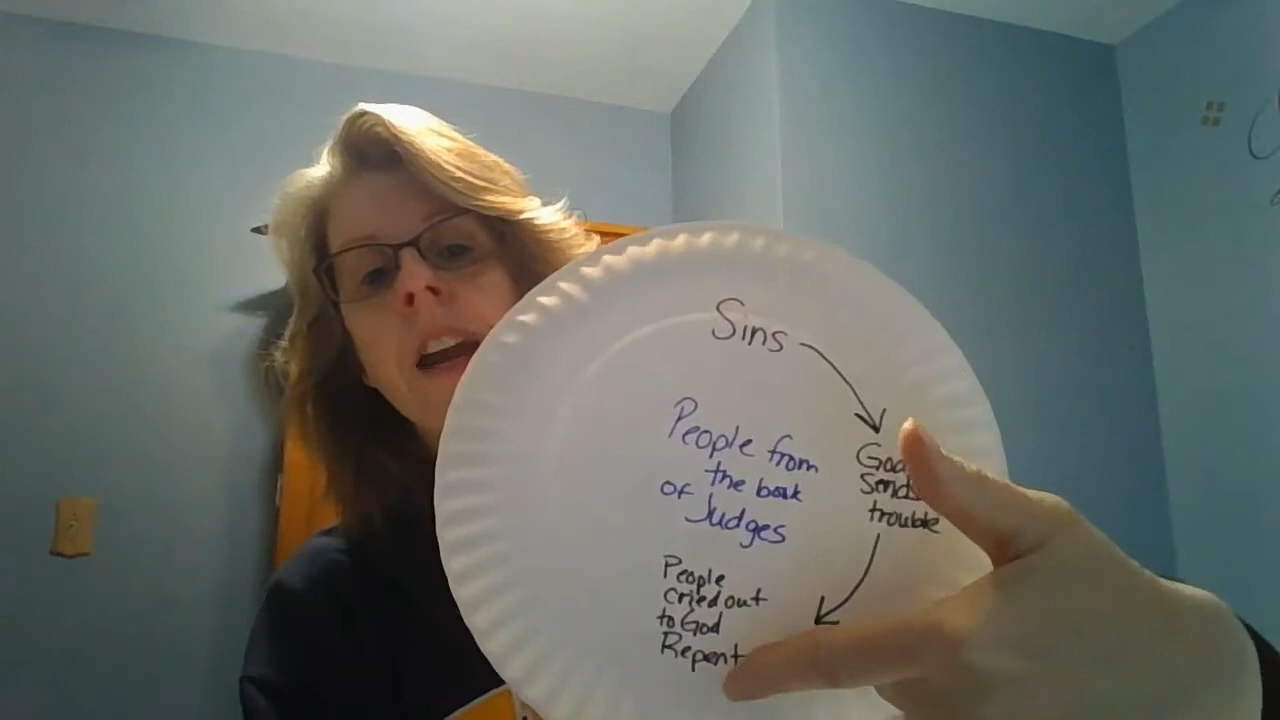 Sins
People from
the book
of Judges
God
Sends
trouble
People
cried out
to God
Repent